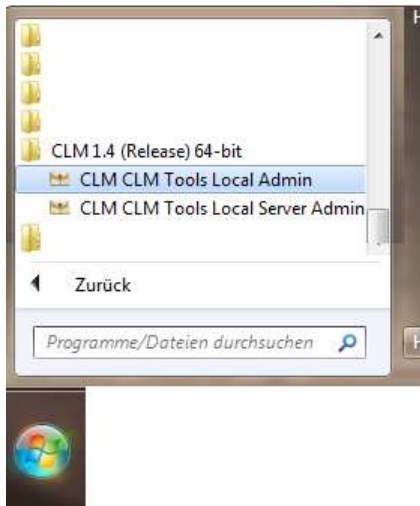 H
CLM 1.4 (Release) 64-bit
CLM CLM Tools Local Admin
CLM CLM Tools Local Server Admin
Zurück
Programme/Dateien durchsuchen
H